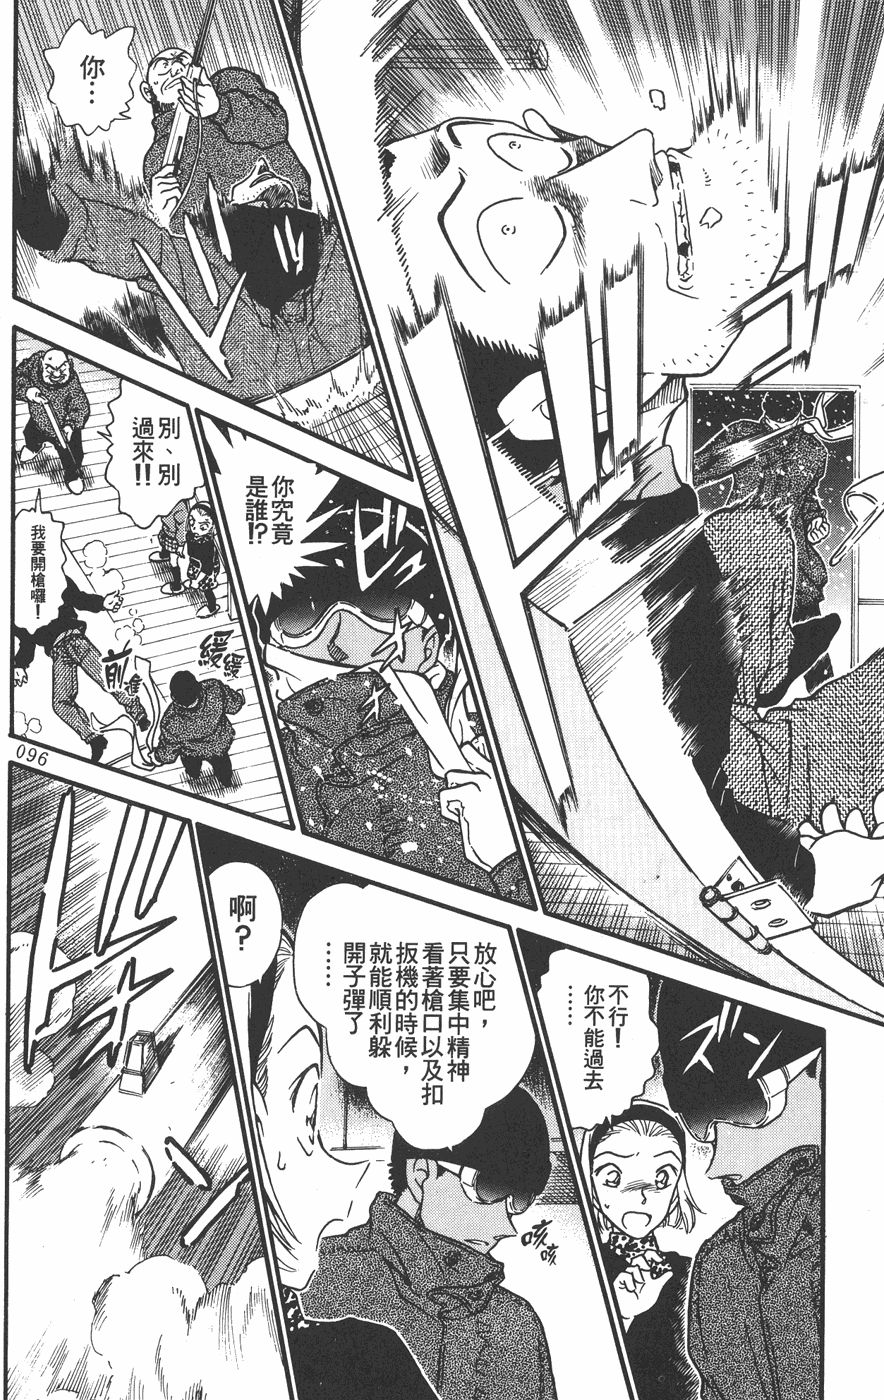 你…
你究竟
是誰!?
ビッ
別、別
過來!!
我要開槍囉！
緩緩
前進
096
不行！
你不能過去
……
放心吧，
只要集中精神
看著槍口以及扣
扳機的時候，
就能順利躲
開子彈了
……
咳
咳
啊？